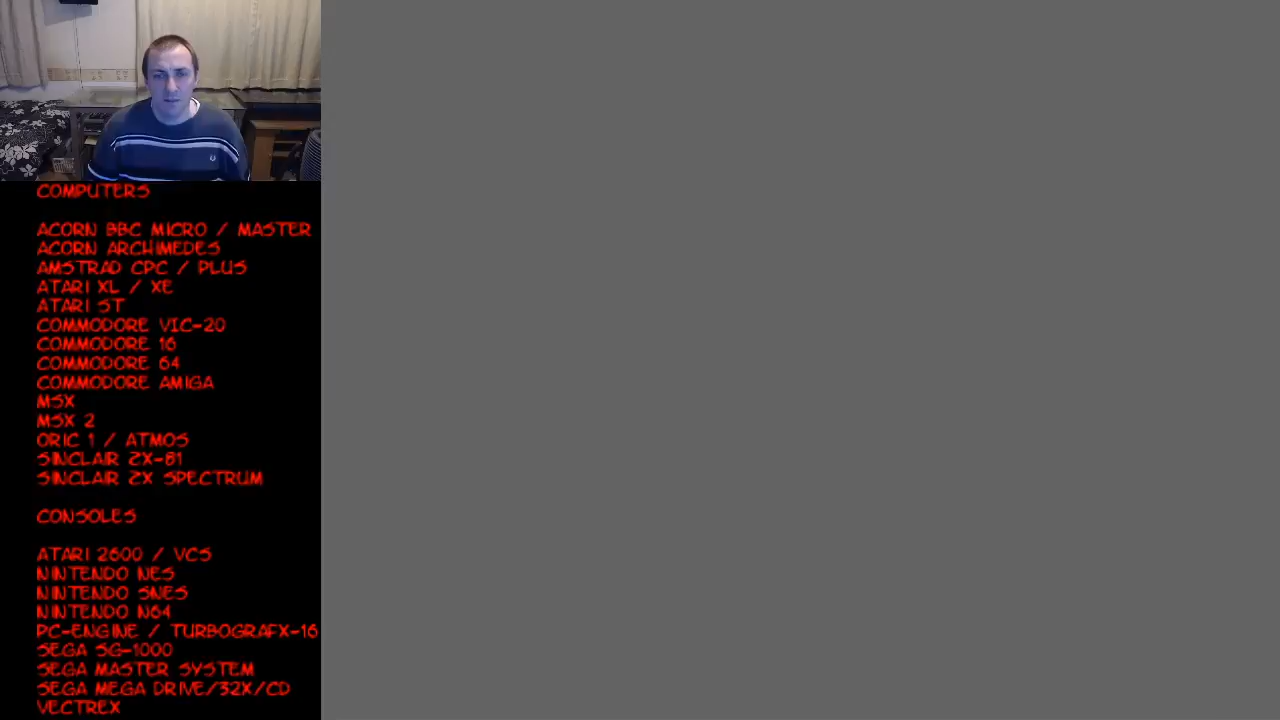 COMPUTERS
ACORN BBC MICRO / MASTER
ACORN ARCHIMEDES
AMSTRAD CPC / PLUS
ATARI XL / XE
ATARI ST
COMMODORE VIC-20
COMMODORE 16
COMMODORE 64
COMMODORE AMIGA
MSX
MSX 2
ORIC 1 / ATMOS
SINCLAIR ZX-81
SINCLAIR ZX SPECTRUM
CONSOLES
ATARI 2600 / VCS
NINTENDO NES
NINTENDO SNES
NINTENDO N64
PC-ENGINE / TURBOGRAFX-16
SEGA SG-1000
SEGA MASTER SYSTEM
SEGA MEGA DRIVE/32X/CD
VECTREX